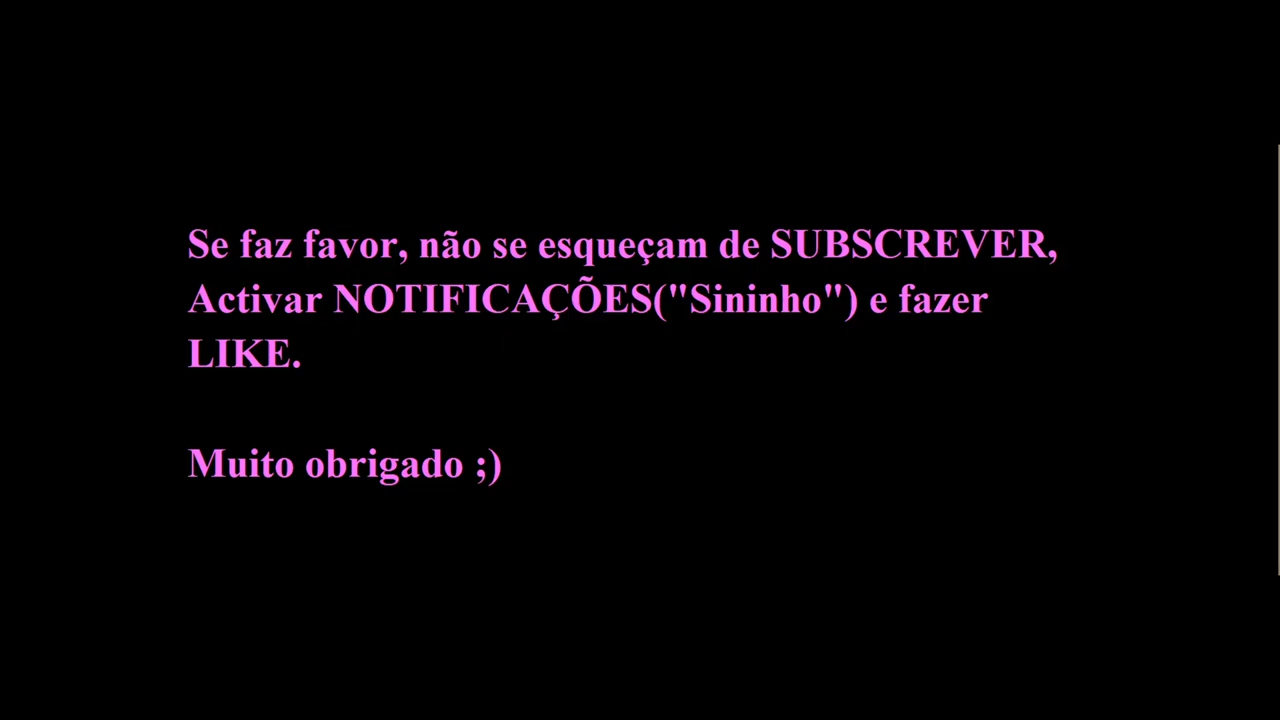 Se faz favor, não se esqueçam de SUBSCREVER,
Activar NOTIFICAÇÕES("Sininho") e fazer
LIKE.
Muito obrigado ;)